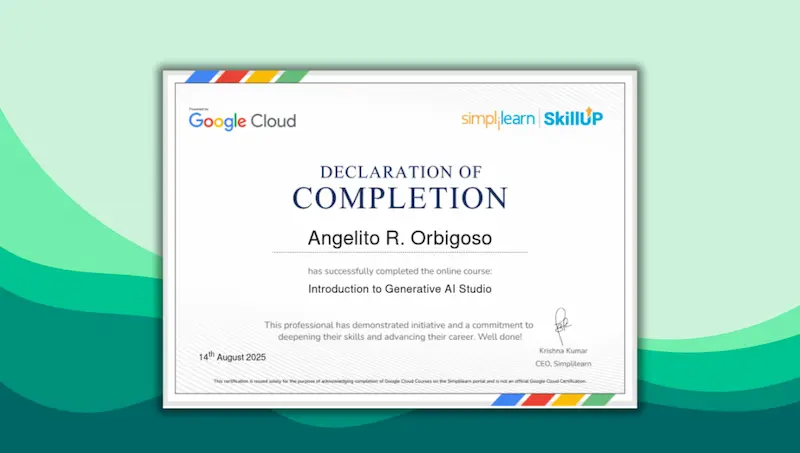 Powered by
Google Cloud
simplilearn | SkillUP
DECLARATION OF
COMPLETION
Angelito R. Orbigoso
has successfully completed the online course:
Introduction to Generative AI Studio
This professional has demonstrated initiative and a commitment to
deepening their skills and advancing their career. Well done!
14th August 2025
Krishna Kumar
CEO, Simplilearn
This certification is issued solely for the purpose of acknowledging completion of Google Cloud Courses on the Simplilearn portal and is not an official Google Cloud Certification.